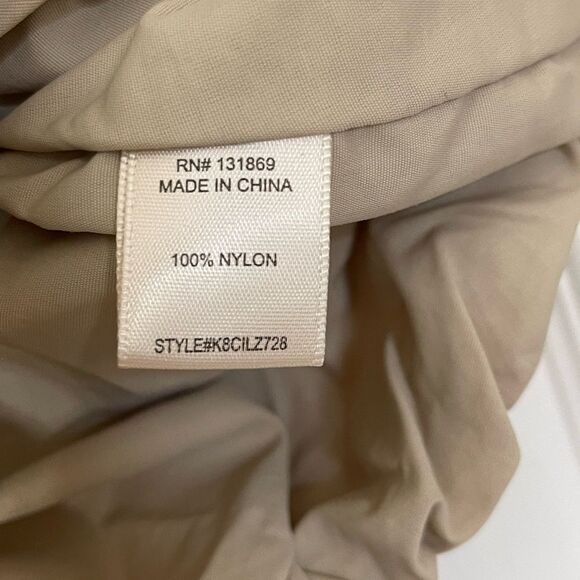 RN# 131869
MADE IN CHINA
100% NYLON
STYLE#K8CILZ728